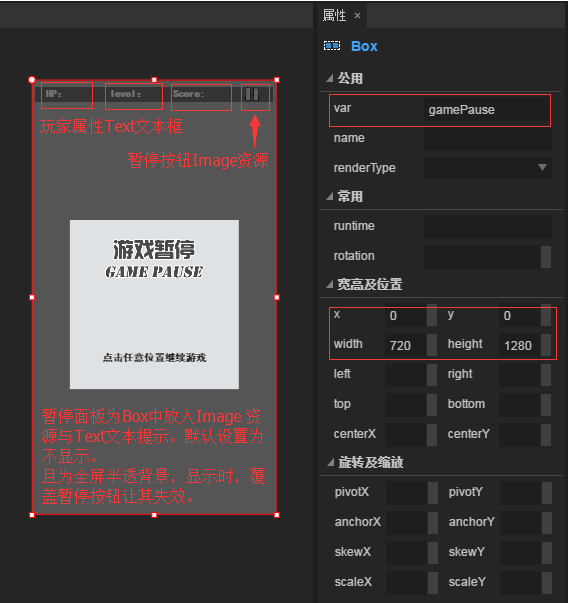 属性 ×
Box
公用
var gamePause
name
renderType
常用
runtime
rotation
宽高及位置
x 0 y 0
width 720 height 1280
left right
top bottom
centerX centerY
旋转及缩放
pivotX pivotY
anchorX anchorY
skewX skewY
scaleX scaleY
HP: level: Score:
玩家属性Text文本框
暂停按钮Image资源
游戏暂停
GAME PAUSE
点击任意位置继续游戏
暂停面板为Box中放入Image 资
源与Text文本提示。默认设置为
不显示。
且为全屏半透背景，显示时，覆
盖暂停按钮让其失效。